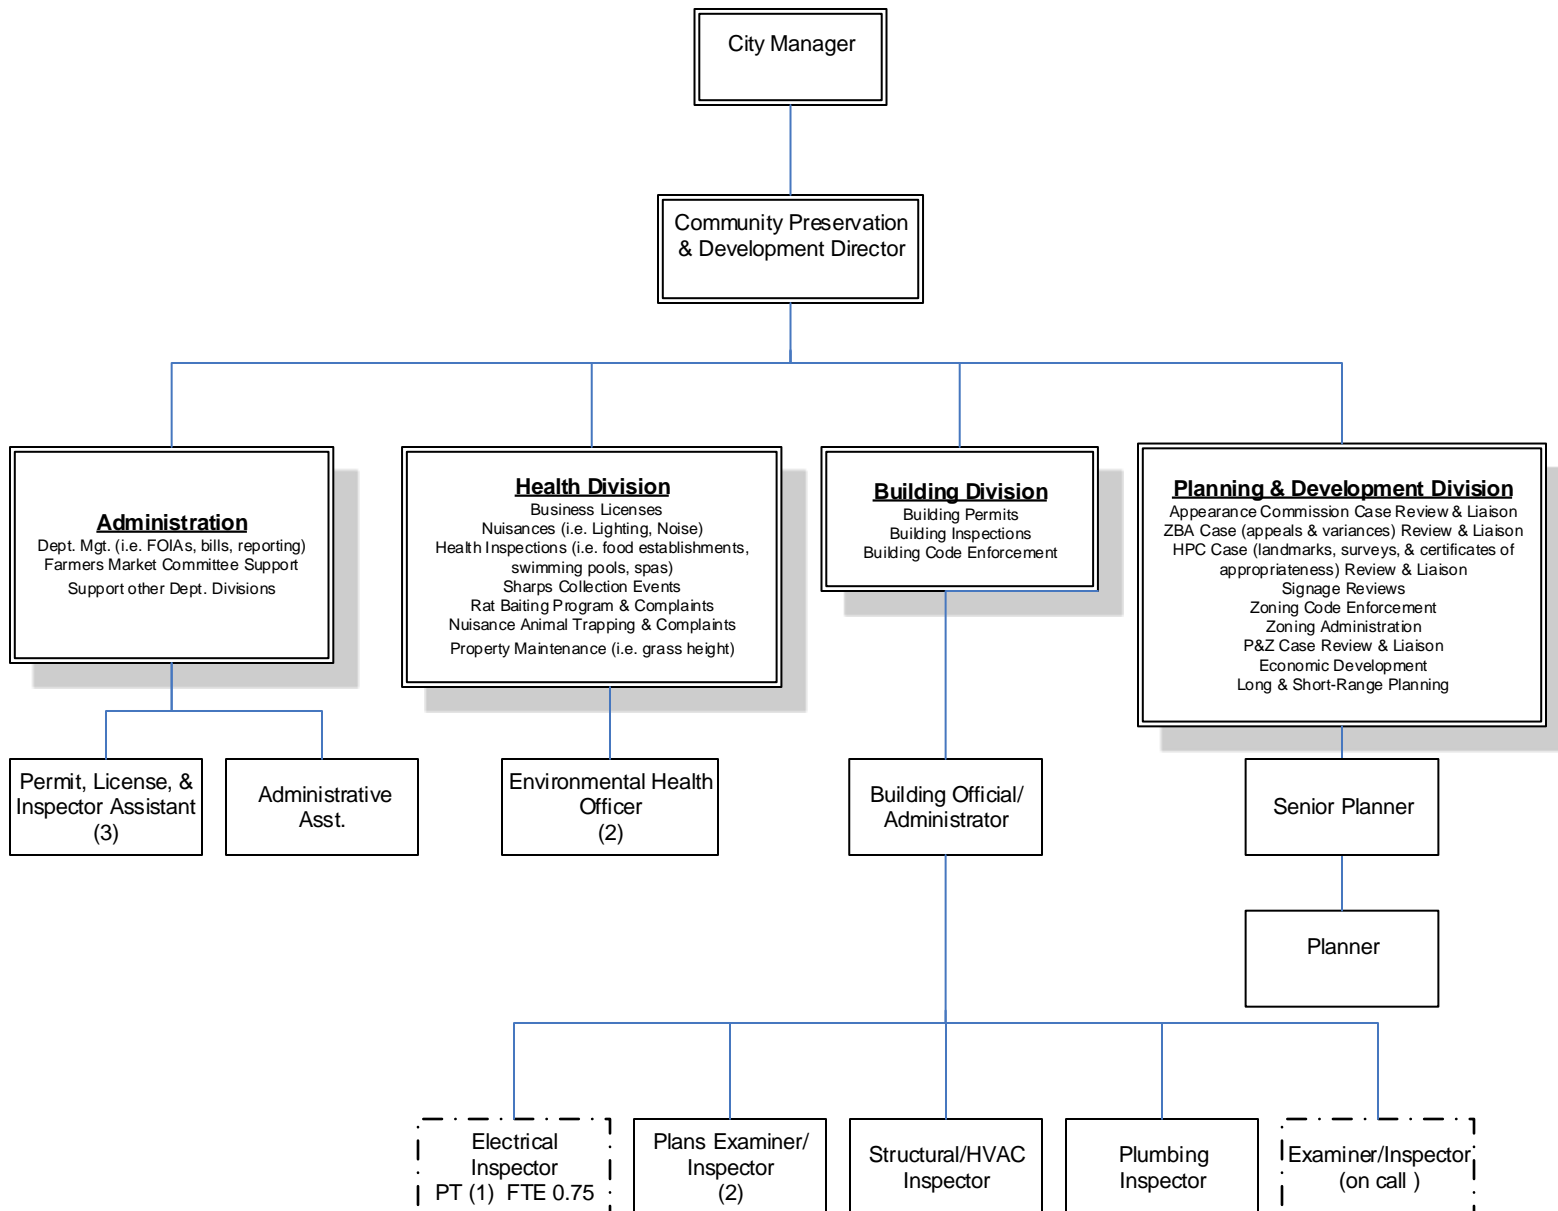 City Manager
Community Preservation
& Development Director
Administration
Dept. Mgt. (i.e. FOIAs, bills, reporting)
Farmers Market Committee Support
Support other Dept. Divisions
Health Division
Business Licenses
Nuisances (i.e. Lighting, Noise)
Health Inspections (i.e. food establishments,
swimming pools, spas)
Sharps Collection Events
Rat Baiting Program & Complaints
Nuisance Animal Trapping & Complaints
Property Maintenance (i.e. grass height)
Building Division
Building Permits
Building Inspections
Building Code Enforcement
Planning & Development Division
Appearance Commission Case Review & Liaison
ZBA Case (appeals & variances) Review & Liaison
HPC Case (landmarks, surveys, & certificates of
appropriateness) Review & Liaison
Signage Reviews
Zoning Code Enforcement
Zoning Administration
P&Z Case Review & Liaison
Economic Development
Long & Short-Range Planning
Permit, License, &
Inspector Assistant
(3)
Administrative
Asst.
Environmental Health
Officer
(2)
Building Official/
Administrator
Senior Planner
Planner
Electrical
Inspector
PT (1) FTE 0.75
Plans Examiner/
Inspector
(2)
Structural/HVAC
Inspector
Plumbing
Inspector
Examiner/Inspector
(on call )